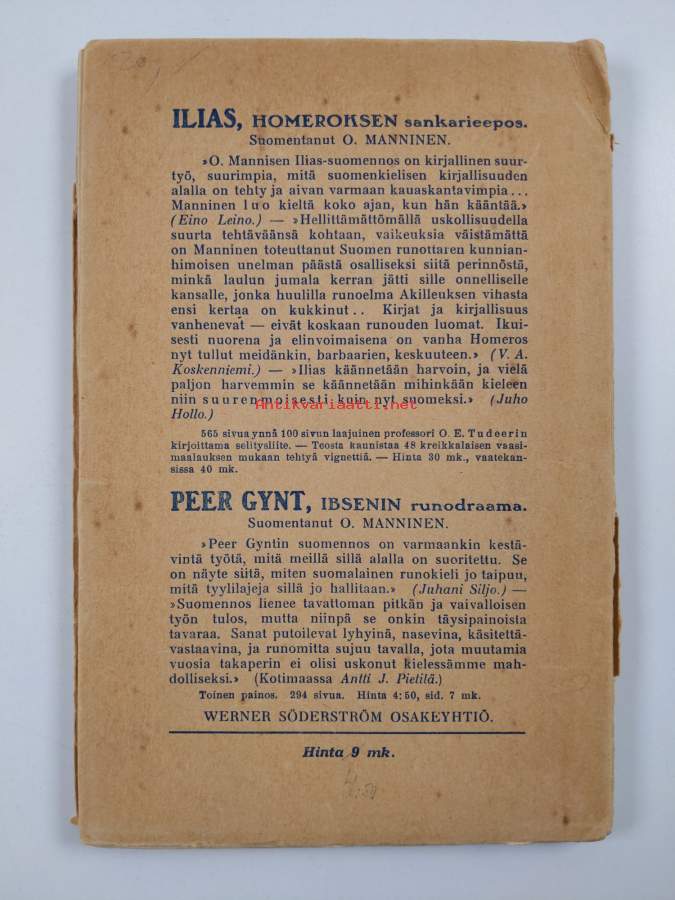 ILIAS, HOMEROKSEN sankarieepos.
Suomentanut O. MANNINEN.
»O. Mannisen Ilias-suomennos on kirjallinen suur-
työ, suurimpia, mitä suomenkielisen kirjallisuuden
alalla on tehty ja aivan varmaan kauaskantavimpia...
Manninen luo kieltä koko ajan, kun hän kääntää.»
(Eino Leino.) — »Hellittämättömällä uskollisuudella
suurta tehtäväänsä kohtaan, vaikeuksia väistämättä
on Manninen toteuttanut Suomen runottaren kunnian-
himoisen unelman päästä osalliseksi siitä perinnöstä,
minkä laulun jumala kerran jätti sille onnelliselle
kansalle, jonka huulilla runoelma Akilleuksen vihasta
ensi kertaa on kukkinut.. Kirjat ja kirjallisuus
vanhenevat — eivät koskaan runouden luomat. Ikui-
sesti nuorena ja elinvoimaisena on vanha Homeros
nyt tullut meidänkin, barbaarien, keskuuteen.» (V. A.
Koskenniemi.) — »Ilias käännetään harvoin, ja vielä
paljon harvemmin se käännetään mihinkään kieleen
niin suurenmoisesti kuin nyt suomeksi.» (Juho
Hollo.)
Antikvariaatti.net
565 sivua ynnä 100 sivun laajuinen professori O. E. Tudeerin
kirjoittama selitysliite. — Teosta kaunistaa 48 kreikkalaisen vaasi-
maalauksen mukaan tehtyä vignettiä. — Hinta 30 mk., vaatekan-
sissa 40 mk.
PEER GYNT, IBSENIN runodraama.
Suomentanut O. MANNINEN.
»Peer Gyntin suomennos on varmaankin kestä-
vintä työtä, mitä meillä sillä alalla on suoritettu. Se
on näyte siitä, miten suomalainen runokieli jo taipuu,
mitä tyylilajeja sillä jo hallitaan.» (Juhani Siljo.) —
»Suomennos lienee tavattoman pitkän ja vaivalloisen
työn tulos, mutta niinpä se onkin täysipainoista
tavaraa. Sanat putoilevat lyhyinä, nasevina, käsitettä-
vastaavina, ja runomitta sujuu tavalla, jota muutamia
vuosia takaperin ei olisi uskonut kielessämme mah-
dolliseksi.» (Kotimaassa Antti J. Pietilä.)
Toinen painos. 294 sivua. Hinta 4:50, sid. 7 mk.
WERNER SÖDERSTRÖM OSAKEYHTIÖ.
Hinta 9 mk.